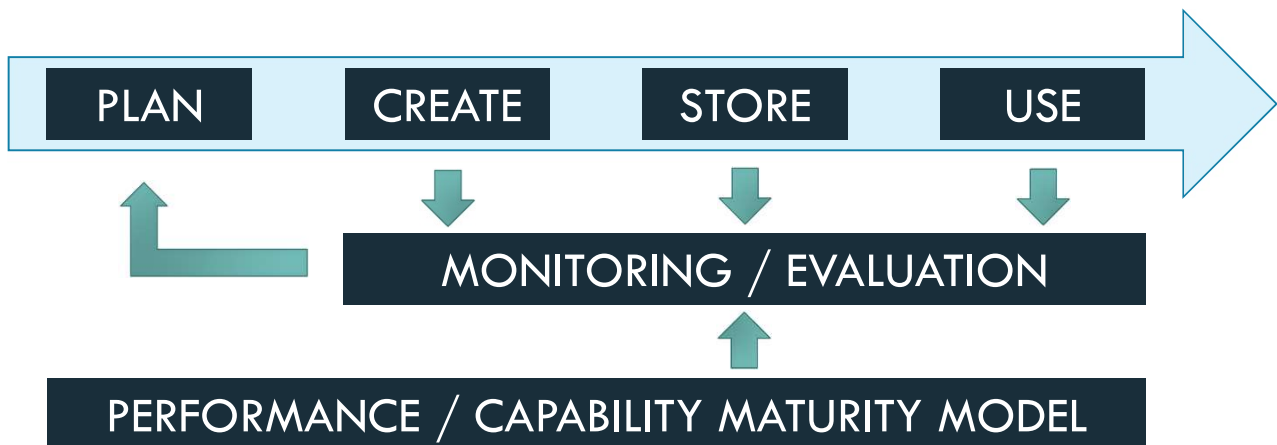 PLAN
CREATE
STORE
USE
MONITORING / EVALUATION
PERFORMANCE / CAPABILITY MATURITY MODEL